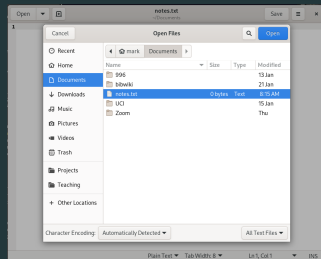 Open
notes.txt
~/Documents
Save
1
Cancel
Open Files
Open
Recent
Home
Documents
Downloads
Music
Pictures
Videos
Trash
Projects
Teaching
+ Other Locations
mark Documents
Name Size Type Modified
996 13 Jan
bibwiki 21 Jan
notes.txt 0 bytes Text 8:15 AM
UCI 15 Jan
Zoom Thu
Character Encoding: Automatically Detected All Text Files
Plain Text Tab Width: 8 Ln 1, Col 1 INS